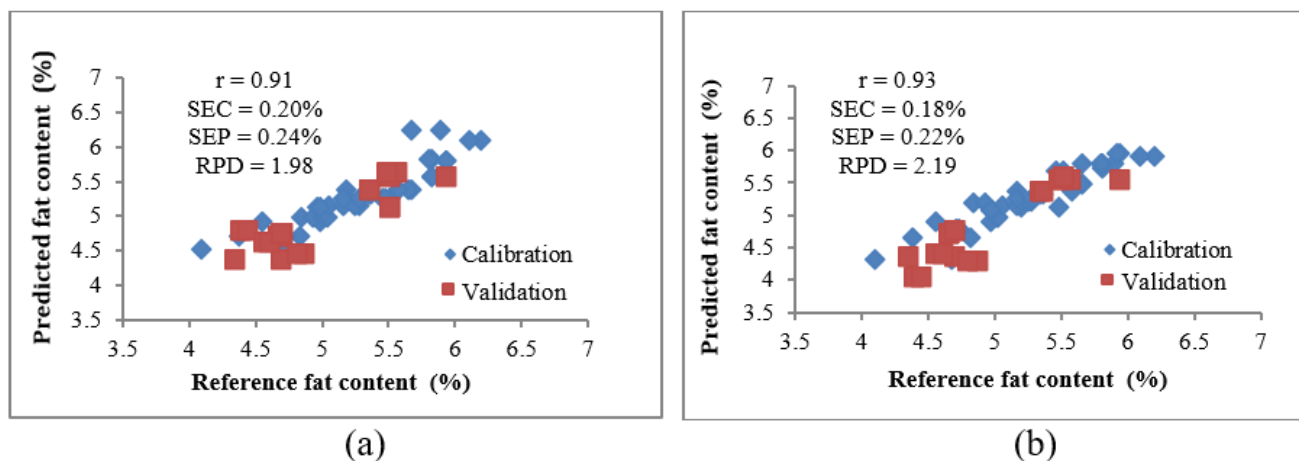 Predicted fat content (%)
7
6.5
6
5.5
5
4.5
4
3.5
r = 0.91
SEC = 0.20%
SEP = 0.24%
RPD = 1.98
Calibration
Validation
3.5 4 4.5 5 5.5 6 6.5 7
Reference fat content (%)
(a)
Predicted fat content (%)
7
6.5
6
5.5
5
4.5
4
3.5
r = 0.93
SEC = 0.18%
SEP = 0.22%
RPD = 2.19
Calibration
Validation
3.5 4 4.5 5 5.5 6 6.5 7
Reference fat content (%)
(b)